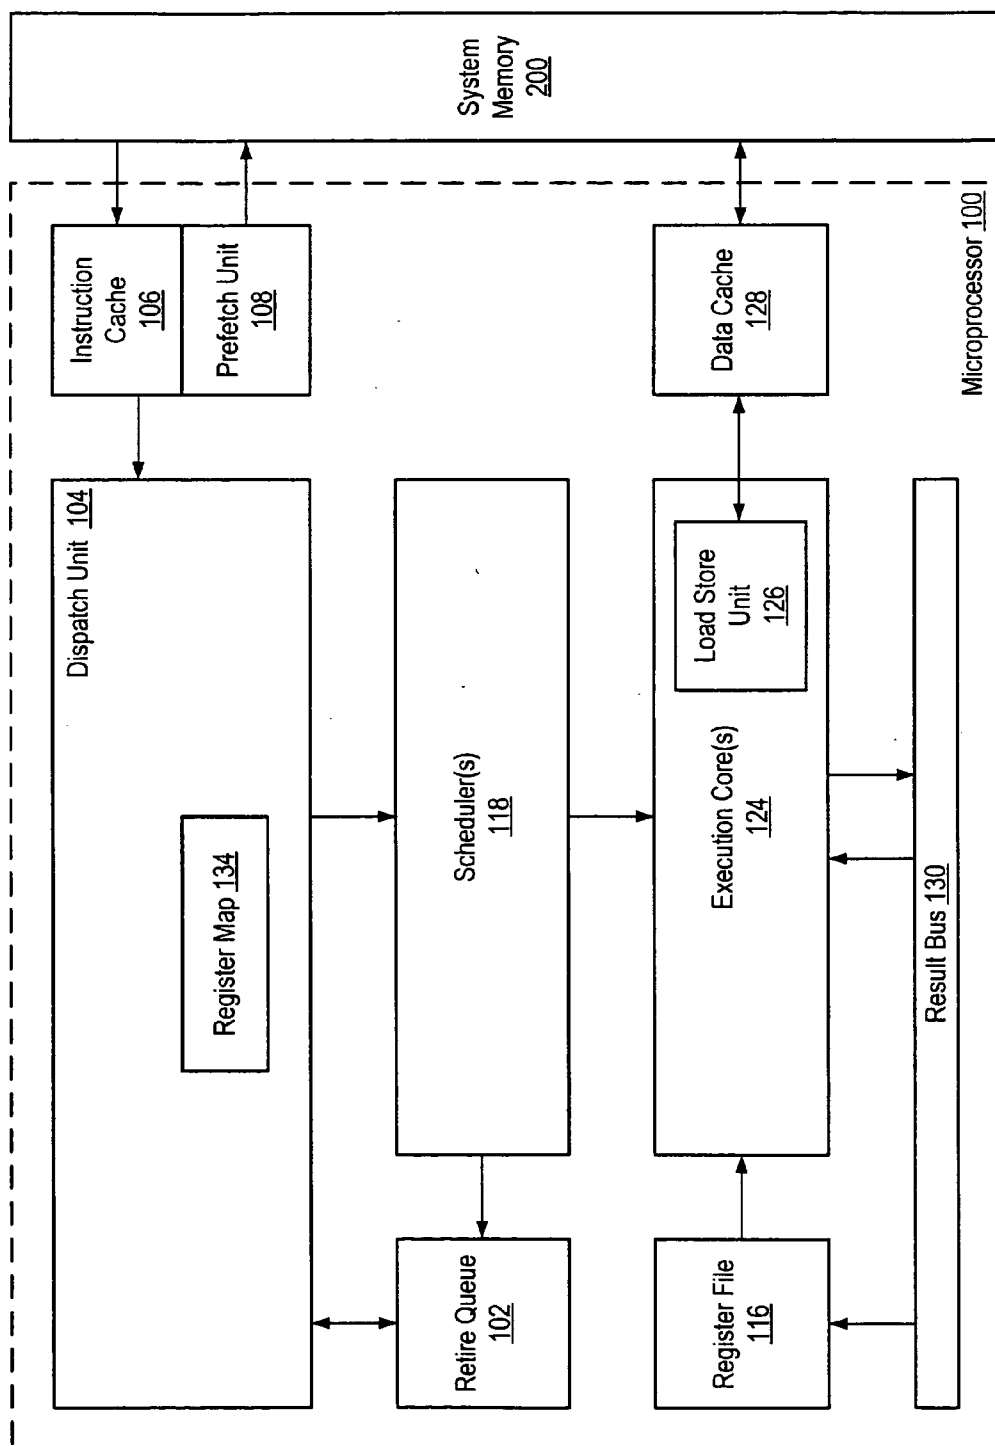 System
Memory
200
Instruction
Cache
106
Prefetch Unit
108
Data Cache
128
Microprocessor 100
Dispatch Unit 104
Register Map 134
Scheduler(s)
118
Load Store
Unit
126
Execution Core(s)
124
Result Bus 130
Retire Queue
102
Register File
116